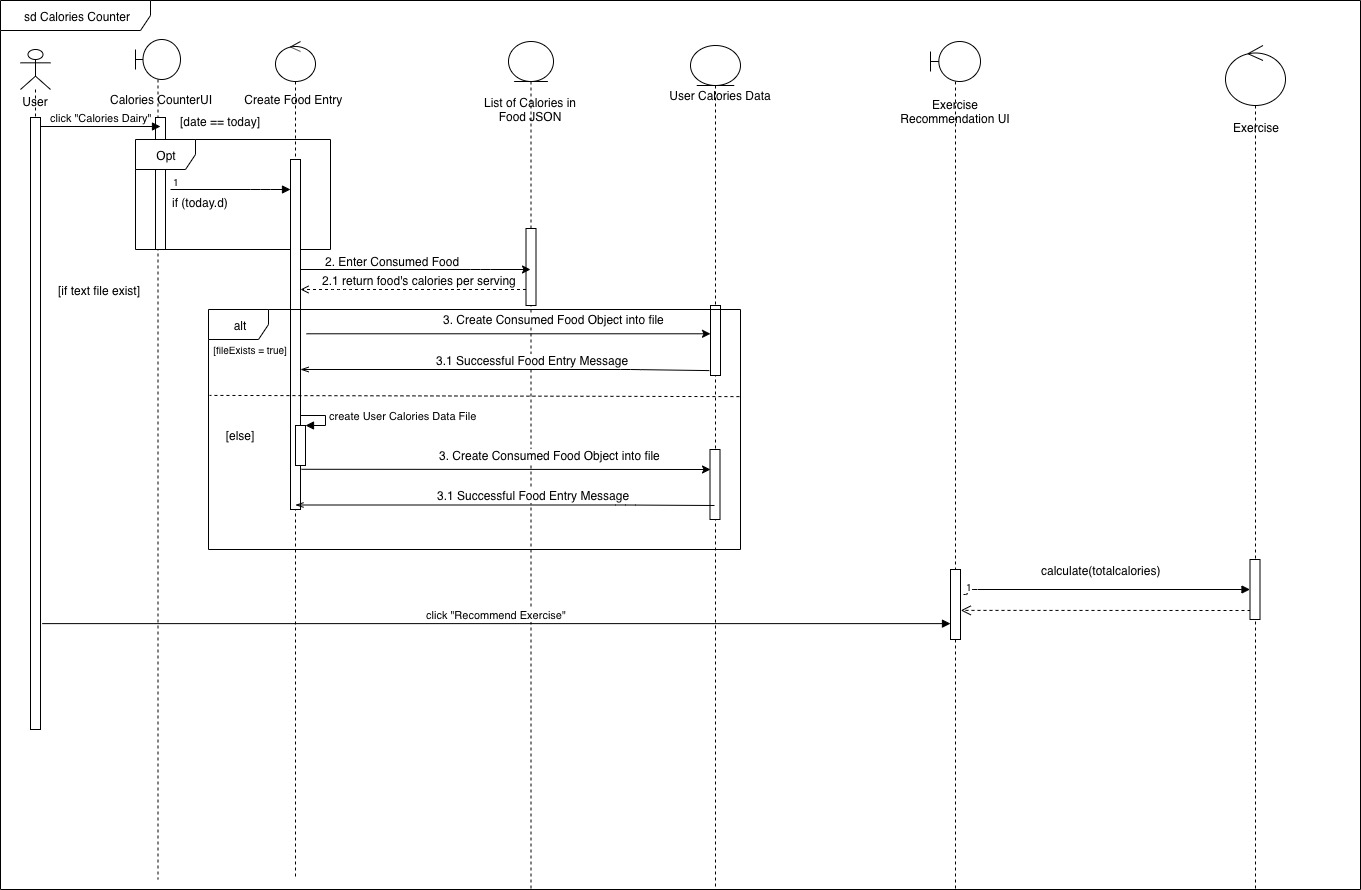 sd Calories Counter
User
Calories CounterUI
Create Food Entry
List of Calories in
Food JSON
User Calories Data
Exercise
Recommendation UI
Exercise
click "Calories Dairy"
[date == today]
Opt
1
if (today.d)
2. Enter Consumed Food
2.1 return food's calories per serving
[if text file exist]
alt
3. Create Consumed Food Object into file
[fileExists = true]
3.1 Successful Food Entry Message
create User Calories Data File
[else]
3. Create Consumed Food Object into file
3.1 Successful Food Entry Message
calculate(totalcalories)
1
click "Recommend Exercise"